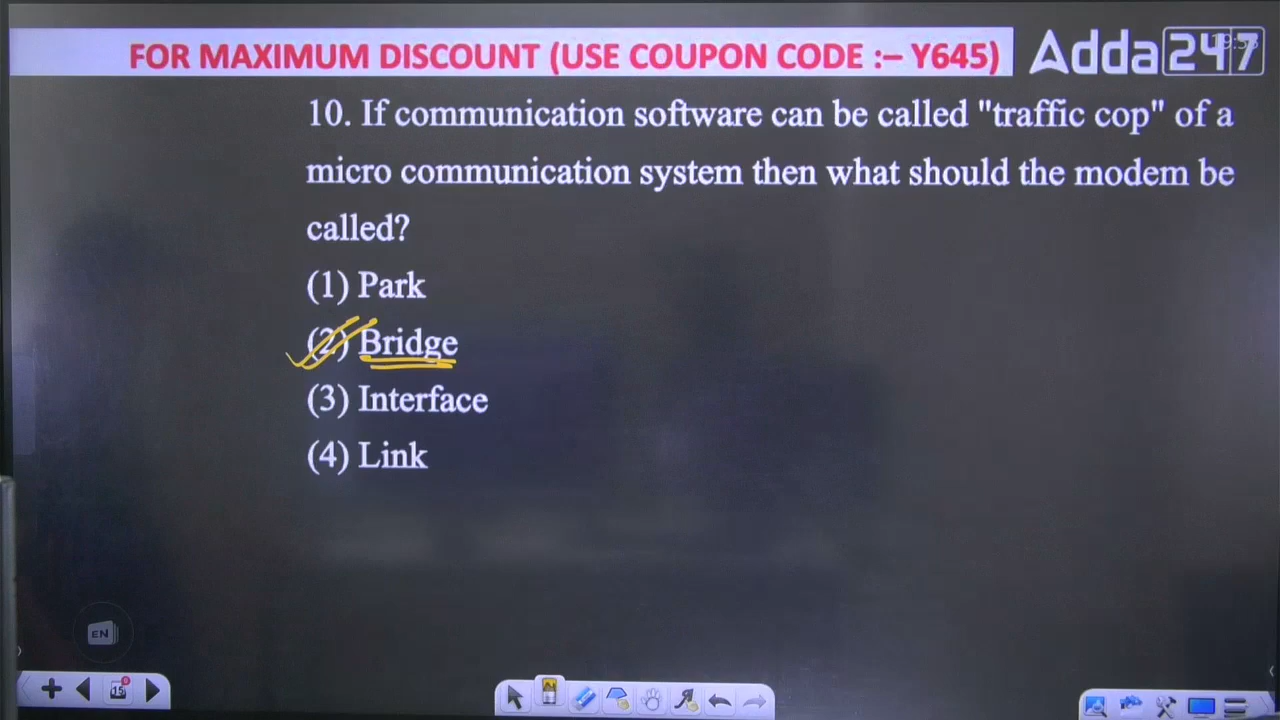 FOR MAXIMUM DISCOUNT (USE COUPON CODE :– Y645)
Adda247
10. If communication software can be called "traffic cop" of a
micro communication system then what should the modem be
called?
(1) Park
(2) Bridge
(3) Interface
(4) Link
EN
15